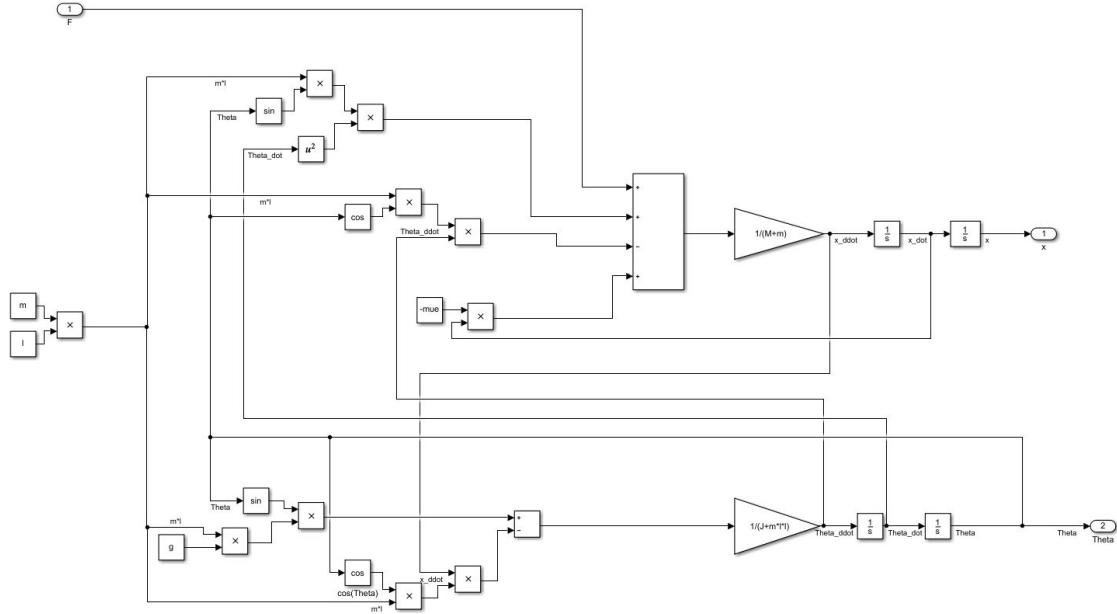 1
F
m*l
×
Theta
sin
×
Theta_dot
u²
m*l
×
cos
Theta_ddot
×
+
+
−
+
1/(M+m)
x_ddot
1
s
x_dot
1
s
x
1
x
-mue
×
m
l
×
Theta
sin
×
m*l
g
×
+
−
1/(J+m*l*l)
Theta_ddot
1
s
Theta_dot
1
s
Theta
Theta
2
Theta
cos
cos(Theta)
m*l
×
x_ddot
×